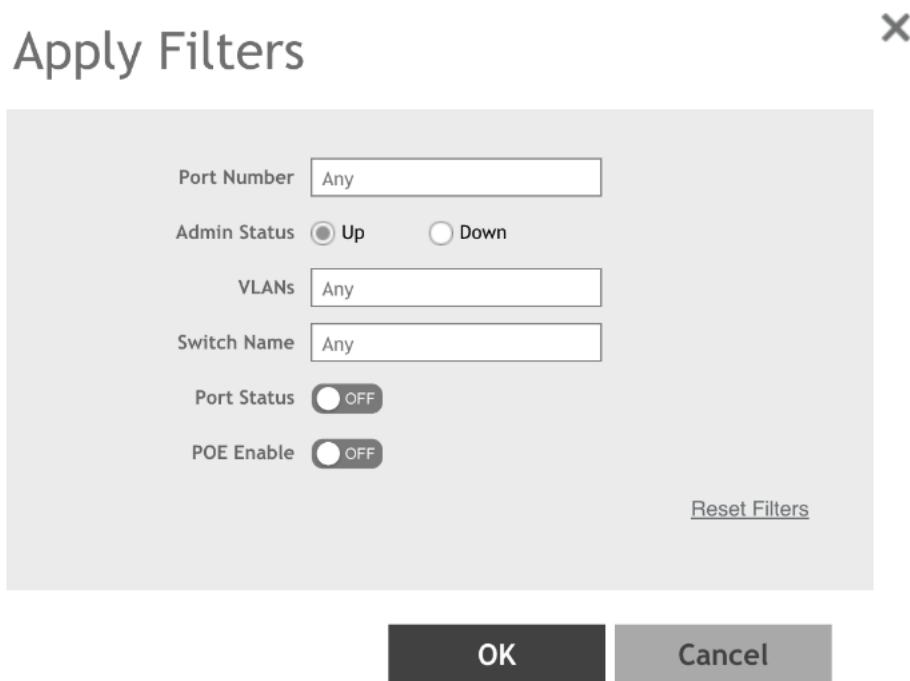 Apply Filters
Port Number Any
Admin Status Up Down
VLANs Any
Switch Name Any
Port Status OFF
POE Enable OFF
Reset Filters
OK Cancel